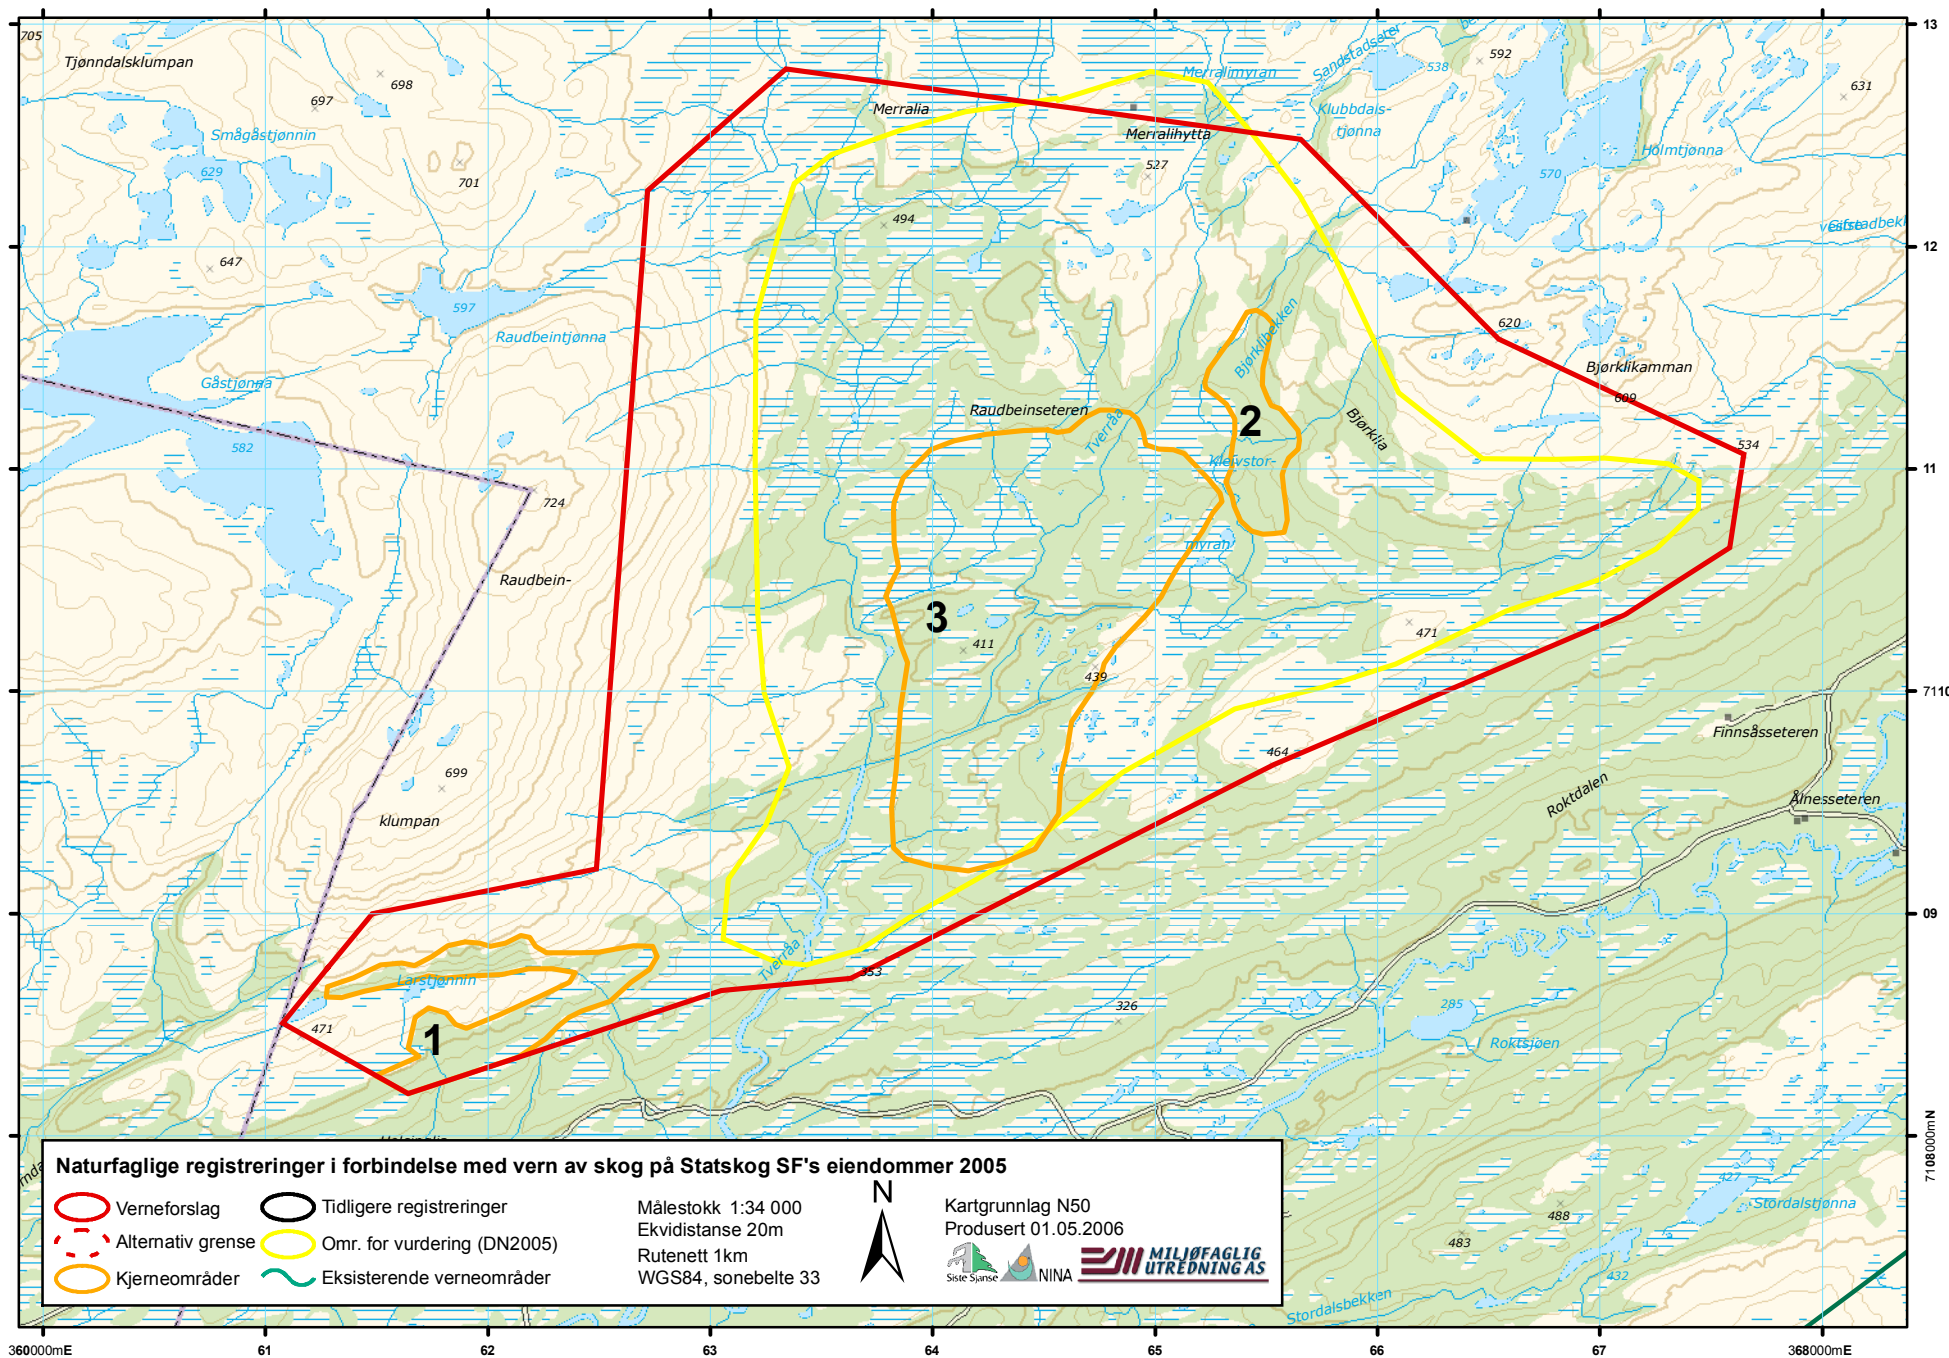 13
705
Tjønndalsklumpan
698
697
Smågåstjønnin
629
701
647
597
Raudbeintjønna
Gåstjønna
582
724
Raudbein-
699
klumpan
Merralia
Merralimyran
Merralihytta
527
494
Sandstadseter-
538
592
Klubbdals-
tjønna
Holmtjønna
570
631
12
620
Bjørklikamman
609
534
Bjørklibekken
Bjørklia
Raudbeinseteren
Tverråa
2
Kleivstor-
myran
11
3
411
439
471
464
7110
Finnsåsseteren
Roktdalen
Ålnesseteren
09
Tverråa
353
326
285
Roktsjøen
Larstjønnin
471
1
7108000mN
427
Stordalstjønna
488
483
432
Stordalsbekken
Naturfaglige registreringer i forbindelse med vern av skog på Statskog SF's eiendommer 2005
Verneforslag
Tidligere registreringer
Alternativ grense
Omr. for vurdering (DN2005)
Kjerneområder
Eksisterende verneområder
Målestokk 1:34 000
Ekvidistanse 20m
Rutenett 1km
WGS84, sonebelte 33
N
Kartgrunnlag N50
Produsert 01.05.2006
Siste Sjanse
NINA
MILJØFAGLIG
UTREDNING AS
360000mE 61 62 63 64 65 66 67 368000mE